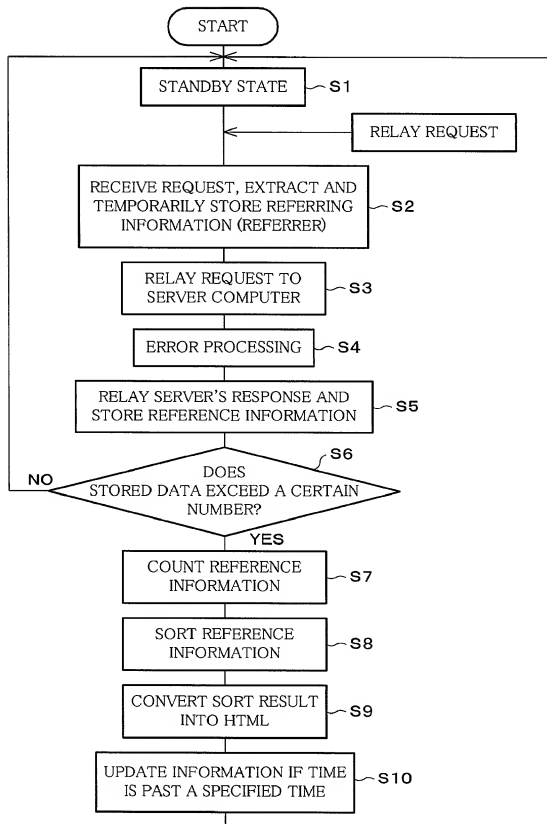 START
STANDBY STATE
S1
RELAY REQUEST
RECEIVE REQUEST, EXTRACT AND
TEMPORARILY STORE REFERRING
INFORMATION (REFERRER)
S2
RELAY REQUEST TO
SERVER COMPUTER
S3
ERROR PROCESSING
S4
RELAY SERVER'S RESPONSE AND
STORE REFERENCE INFORMATION
S5
S6
DOES
STORED DATA EXCEED A CERTAIN
NUMBER?
NO
YES
COUNT REFERENCE
INFORMATION
S7
SORT REFERENCE
INFORMATION
S8
CONVERT SORT RESULT
INTO HTML
S9
UPDATE INFORMATION IF TIME
IS PAST A SPECIFIED TIME
S10